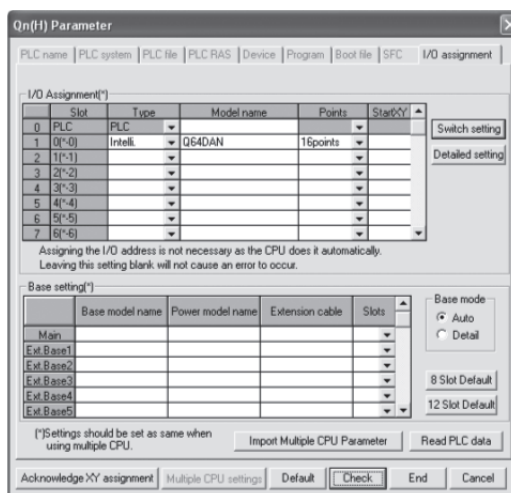 Qn(H) Parameter
PLC name PLC system PLC file PLC RAS Device Program Boot file SFC I/O assignment
I/O Assignment(*)
Slot Type Model name Points StartXY
0 PLC PLC
1 0(*-0) Intelli. Q64DAN 16points
2 1(*-1)
3 2(*-2)
4 3(*-3)
5 4(*-4)
6 5(*-5)
7 6(*-6)
Switch setting
Detailed setting
Assigning the I/O address is not necessary as the CPU does it automatically.
Leaving this setting blank will not cause an error to occur.
Base setting(*)
Base model name Power model name Extension cable Slots
Main
Ext.Base1
Ext.Base2
Ext.Base3
Ext.Base4
Ext.Base5
Base mode
Auto
Detail
8 Slot Default
12 Slot Default
(*)Settings should be set as same when
using multiple CPU.
Import Multiple CPU Parameter Read PLC data
Acknowledge XY assignment Multiple CPU settings Default Check End Cancel